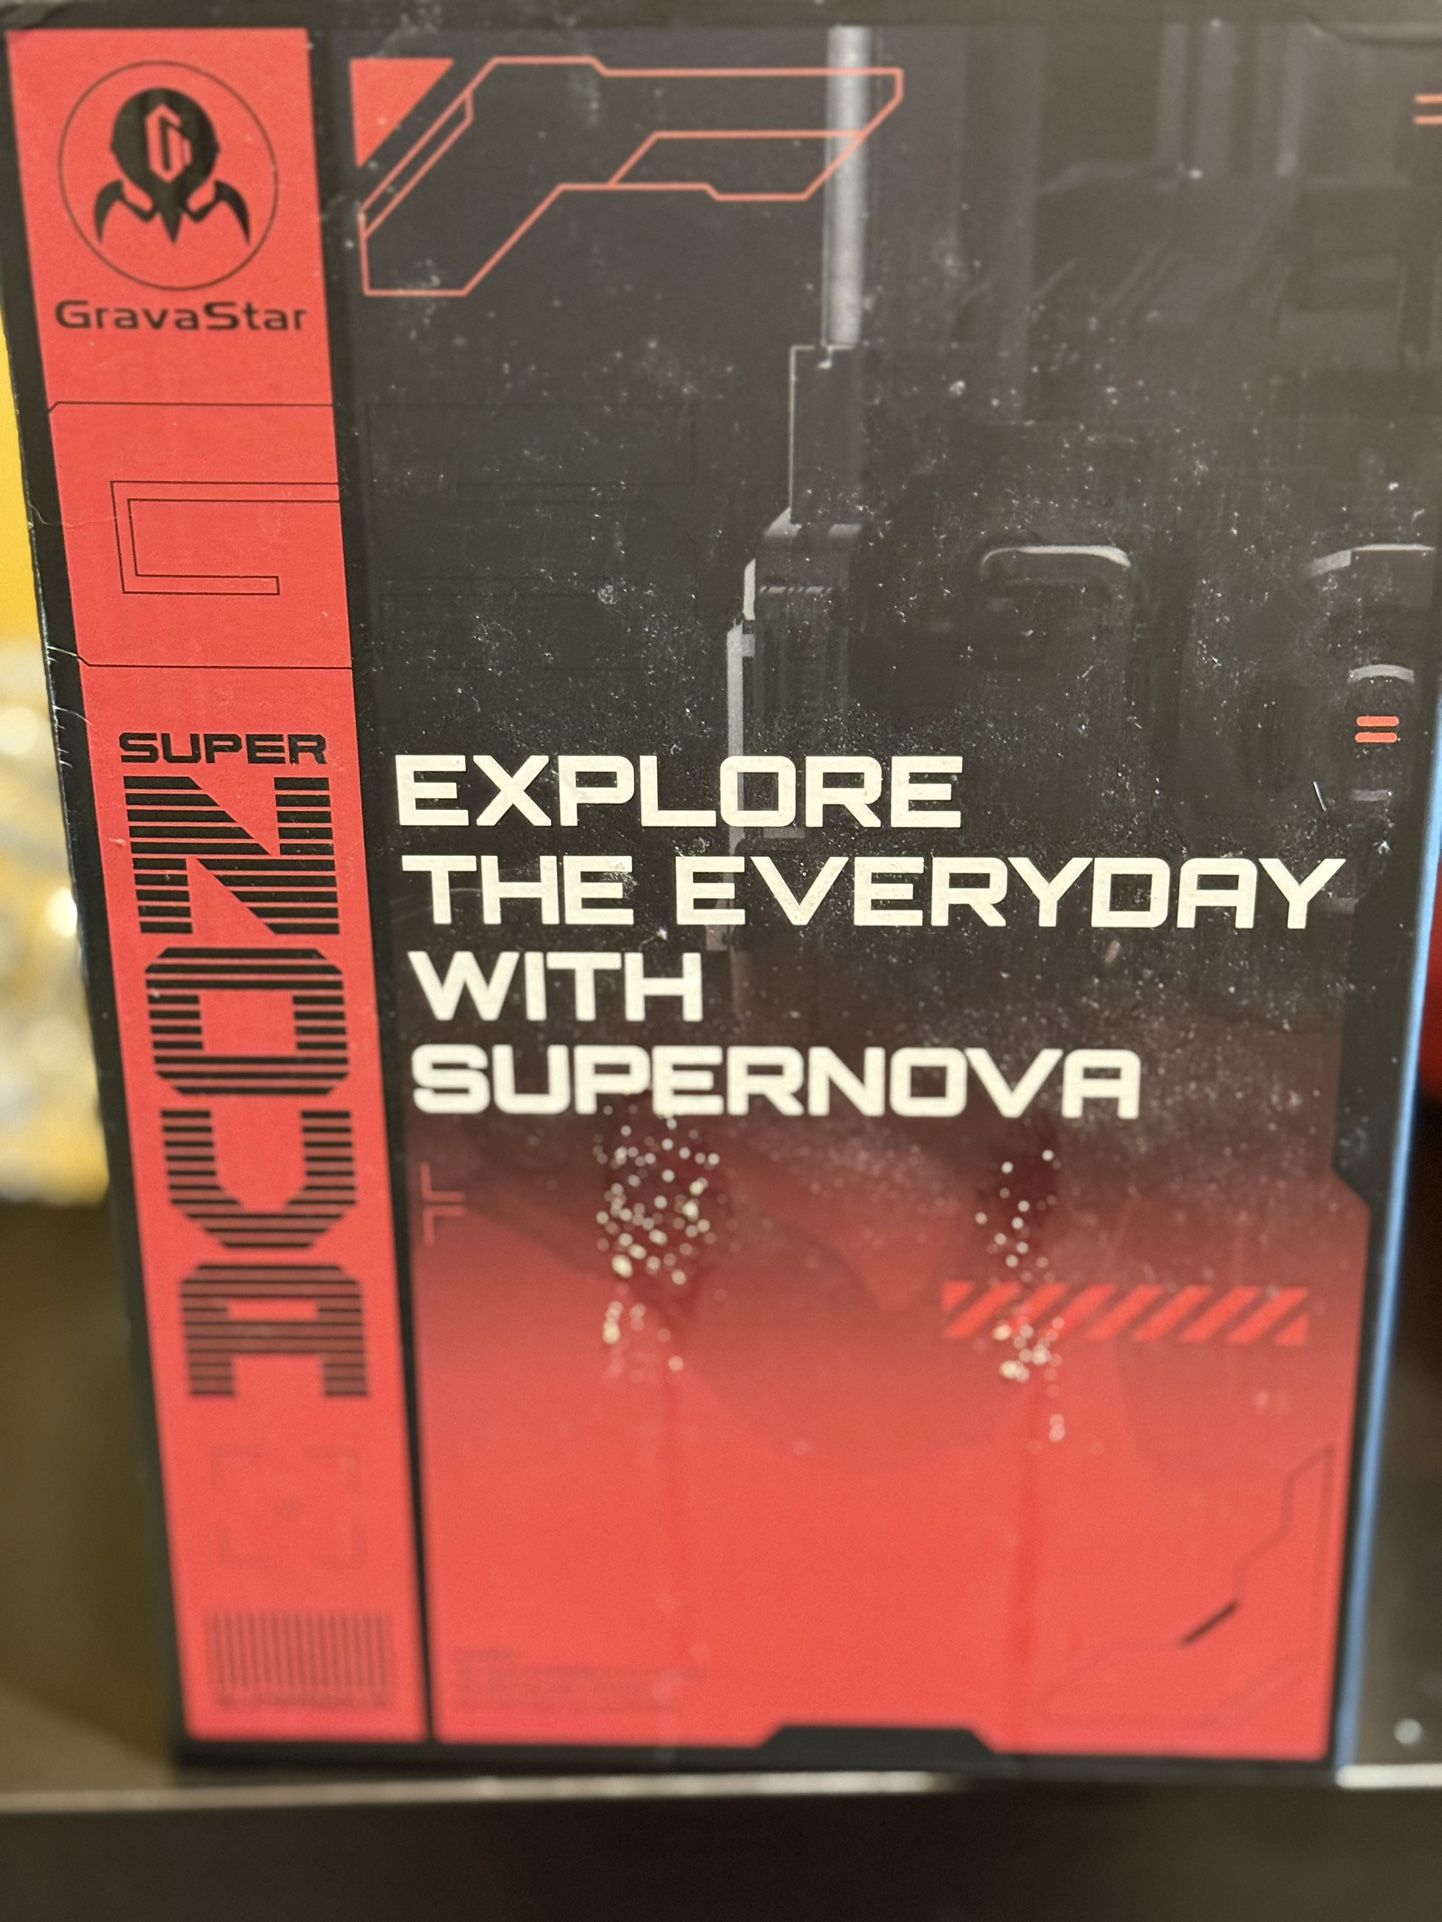 GravaStar
SUPER
NOVA
EXPLORE
THE EVERYDAY
WITH
SUPERNOVA